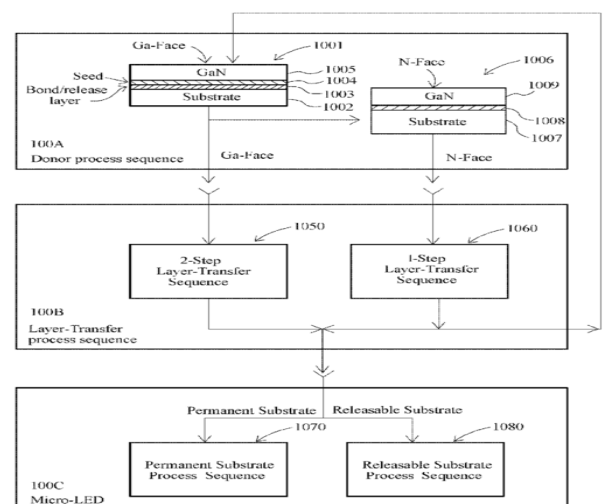 Ga-Face
1001
Seed
GaN
1005
Bond/release
layer
1004
1003
Substrate
1002
N-Face
1006
GaN
1009
1008
Substrate
1007
100A
Donor process sequence
Ga-Face
N-Face
1050
2-Step
Layer-Transfer
Sequence
1060
1-Step
Layer-Transfer
Sequence
100B
Layer-Transfer
process sequence
Permanent Substrate
Releasable Substrate
1070
Permanent Substrate
Process Sequence
1080
Releasable Substrate
Process Sequence
100C
Micro-LED